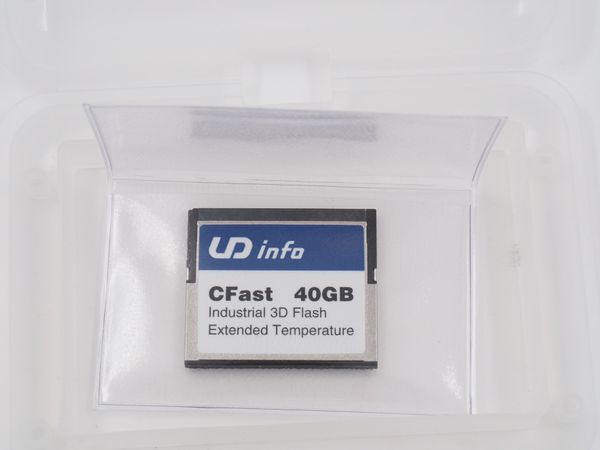 UD info
CFast 40GB
Industrial 3D Flash
Extended Temperature